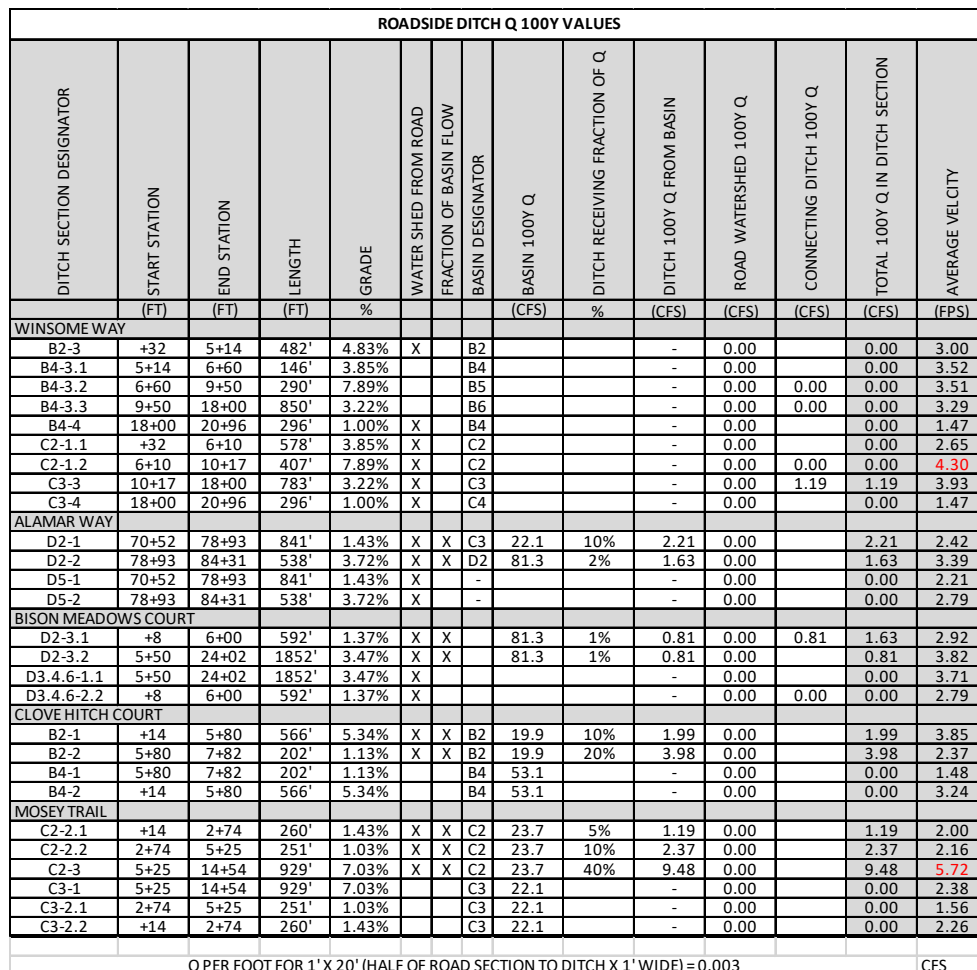 ROADSIDE DITCH Q 100Y VALUES
DITCH SECTION DESIGNATOR START STATION END STATION LENGTH GRADE WATER SHED FROM ROAD FRACTION OF BASIN FLOW BASIN DESIGNATOR BASIN 100Y Q DITCH RECEIVING FRACTION OF Q DITCH 100Y Q FROM BASIN ROAD WATERSHED 100Y Q CONNECTING DITCH 100Y Q TOTAL 100Y Q IN DITCH SECTION AVERAGE VELCITY
(FT) (FT) (FT) % (CFS) % (CFS) (CFS) (CFS) (CFS) (FPS)
WINSOME WAY
B2-3 +32 5+14 482' 4.83% X B2 - 0.00 0.00 3.00
B4-3.1 5+14 6+60 146' 3.85% B4 - 0.00 0.00 3.52
B4-3.2 6+60 9+50 290' 7.89% B5 - 0.00 0.00 0.00 3.51
B4-3.3 9+50 18+00 850' 3.22% B6 - 0.00 0.00 0.00 3.29
B4-4 18+00 20+96 296' 1.00% X B4 - 0.00 0.00 1.47
C2-1.1 +32 6+10 578' 3.85% X C2 - 0.00 0.00 2.65
C2-1.2 6+10 10+17 407' 7.89% X C2 - 0.00 0.00 0.00 4.30
C3-3 10+17 18+00 783' 3.22% X C3 - 0.00 1.19 1.19 3.93
C3-4 18+00 20+96 296' 1.00% X C4 - 0.00 0.00 1.47
ALAMAR WAY
D2-1 70+52 78+93 841' 1.43% X X C3 22.1 10% 2.21 0.00 2.21 2.42
D2-2 78+93 84+31 538' 3.72% X X D2 81.3 2% 1.63 0.00 1.63 3.39
D5-1 70+52 78+93 841' 1.43% X - - 0.00 0.00 2.21
D5-2 78+93 84+31 538' 3.72% X - - 0.00 0.00 2.79
BISON MEADOWS COURT
D2-3.1 +8 6+00 592' 1.37% X X 81.3 1% 0.81 0.00 0.81 1.63 2.92
D2-3.2 5+50 24+02 1852' 3.47% X X 81.3 1% 0.81 0.00 0.81 3.82
D3.4.6-1.1 5+50 24+02 1852' 3.47% X - 0.00 0.00 3.71
D3.4.6-2.2 +8 6+00 592' 1.37% X - 0.00 0.00 0.00 2.79
CLOVE HITCH COURT
B2-1 +14 5+80 566' 5.34% X X B2 19.9 10% 1.99 0.00 1.99 3.85
B2-2 5+80 7+82 202' 1.13% X X B2 19.9 20% 3.98 0.00 3.98 2.37
B4-1 5+80 7+82 202' 1.13% B4 53.1 - 0.00 0.00 1.48
B4-2 +14 5+80 566' 5.34% B4 53.1 - 0.00 0.00 3.24
MOSEY TRAIL
C2-2.1 +14 2+74 260' 1.43% X X C2 23.7 5% 1.19 0.00 1.19 2.00
C2-2.2 2+74 5+25 251' 1.03% X X C2 23.7 10% 2.37 0.00 2.37 2.16
C2-3 5+25 14+54 929' 7.03% X X C2 23.7 40% 9.48 0.00 9.48 5.72
C3-1 5+25 14+54 929' 7.03% C3 22.1 - 0.00 0.00 2.38
C3-2.1 2+74 5+25 251' 1.03% C3 22.1 - 0.00 0.00 1.56
C3-2.2 +14 2+74 260' 1.43% C3 22.1 - 0.00 0.00 2.26
Q PER FOOT FOR 1' X 20' (HALF OF ROAD SECTION TO DITCH X 1' WIDE) = 0.003 CFS